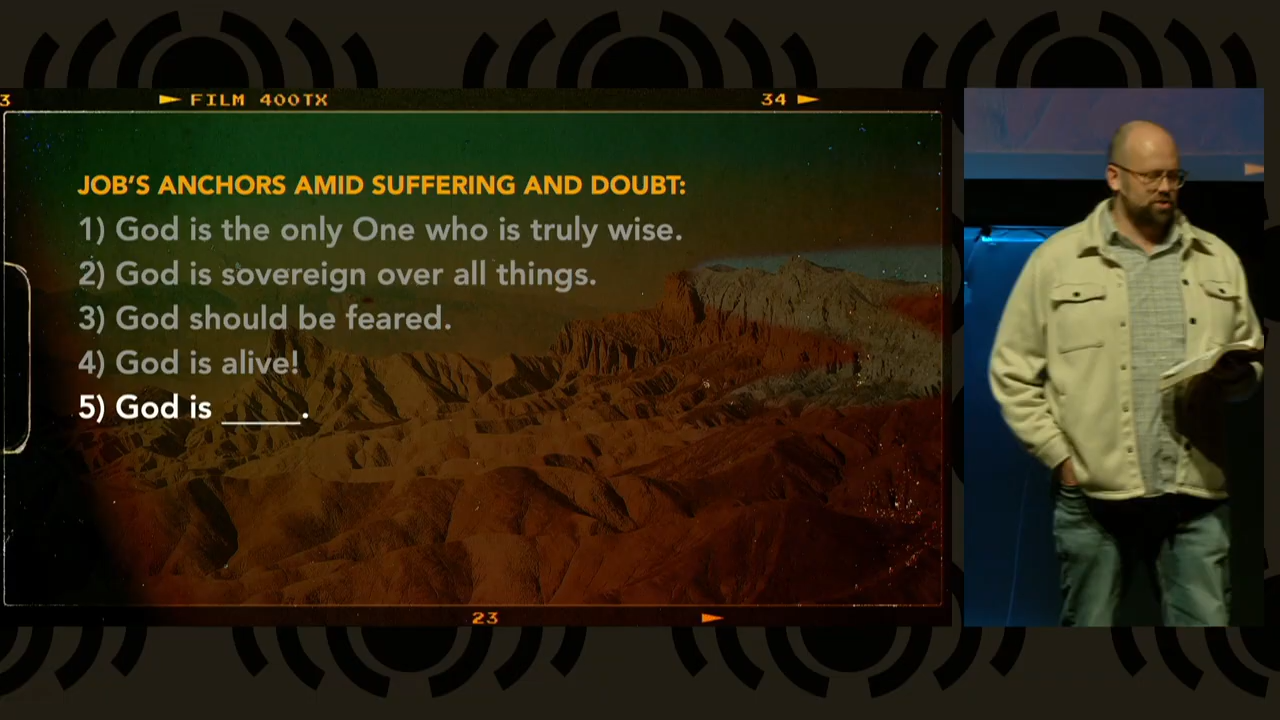 3 FILM 400TX 34
JOB'S ANCHORS AMID SUFFERING AND DOUBT:
1) God is the only One who is truly wise.
2) God is sovereign over all things.
3) God should be feared.
4) God is alive!
5) God is _____.
23